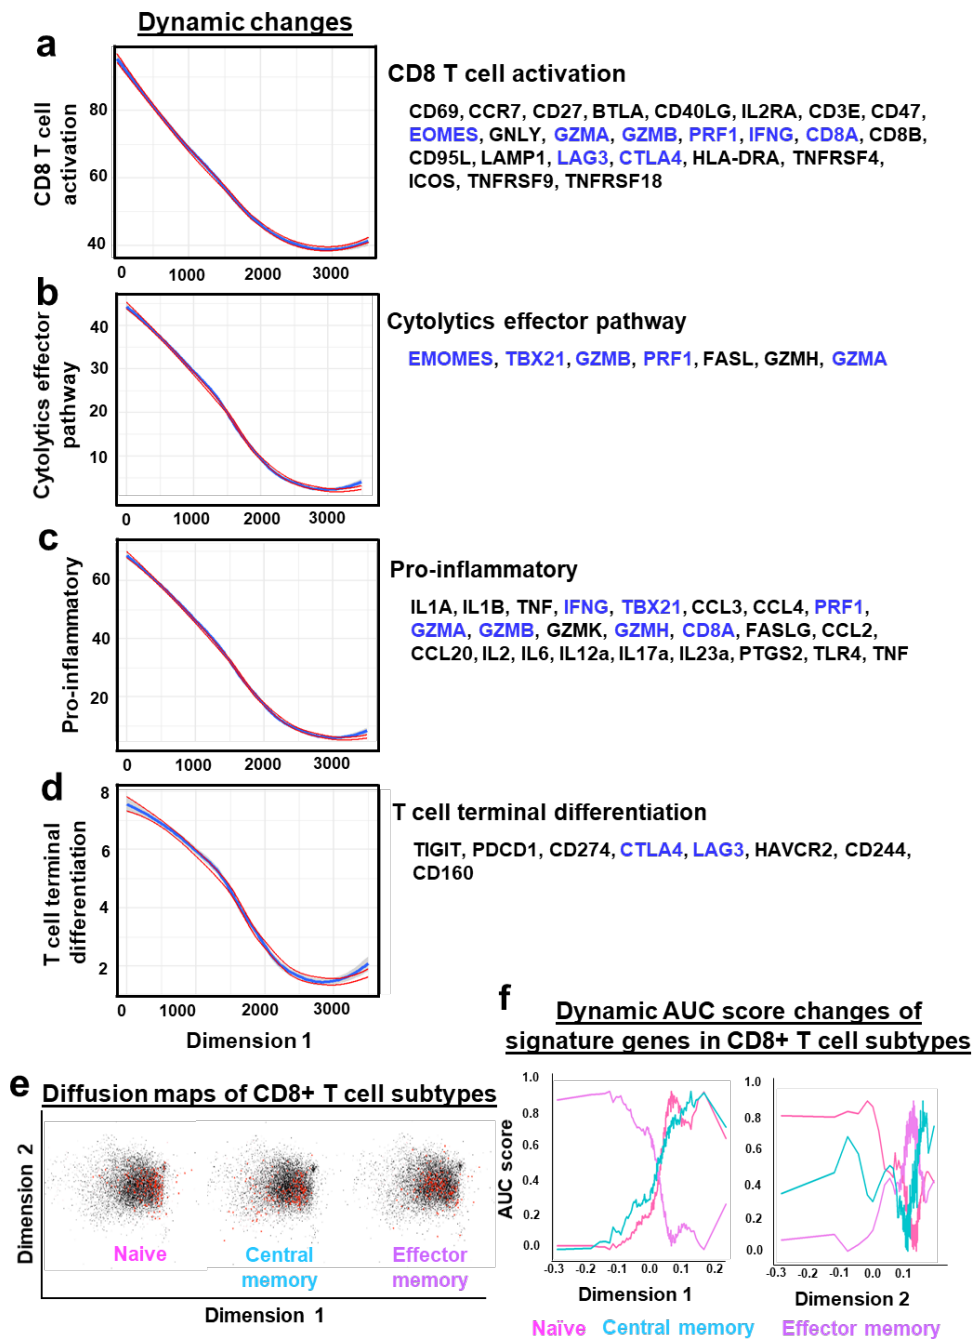 Dynamic changes
a
CD8 T cell
activation
80
60
40
0 1000 2000 3000
CD8 T cell activation
CD69, CCR7, CD27, BTLA, CD40LG, IL2RA, CD3E, CD47,
EOMES, GNLY, GZMA, GZMB, PRF1, IFNG, CD8A, CD8B,
CD95L, LAMP1, LAG3, CTLA4, HLA-DRA, TNFRSF4,
ICOS, TNFRSF9, TNFRSF18
b
Cytolytics effector
pathway
40
30
20
10
0 1000 2000 3000
Cytolytics effector pathway
EMOMES, TBX21, GZMB, PRF1, FASL, GZMH, GZMA
c
Pro-inflammatory
60
40
20
0 1000 2000 3000
Pro-inflammatory
IL1A, IL1B, TNF, IFNG, TBX21, CCL3, CCL4, PRF1,
GZMA, GZMB, GZMK, GZMH, CD8A, FASLG, CCL2,
CCL20, IL2, IL6, IL12a, IL17a, IL23a, PTGS2, TLR4, TNF
d
T cell terminal
differentiation
8
6
4
2
0 1000 2000 3000
Dimension 1
T cell terminal differentiation
TIGIT, PDCD1, CD274, CTLA4, LAG3, HAVCR2, CD244,
CD160
e
Diffusion maps of CD8+ T cell subtypes
Dimension 2
Naïve
Central
memory
Effector
memory
Dimension 1
f
Dynamic AUC score changes of
signature genes in CD8+ T cell subtypes
AUC score
1.0
0.8
0.6
0.4
0.2
0.0
-0.3 -0.2 -0.1 0.0 0.1 0.2
Dimension 1
1.0
0.8
0.6
0.4
0.2
0.0
-0.3 -0.2 -0.1 0.0 0.1
Dimension 2
Naïve Central memory Effector memory